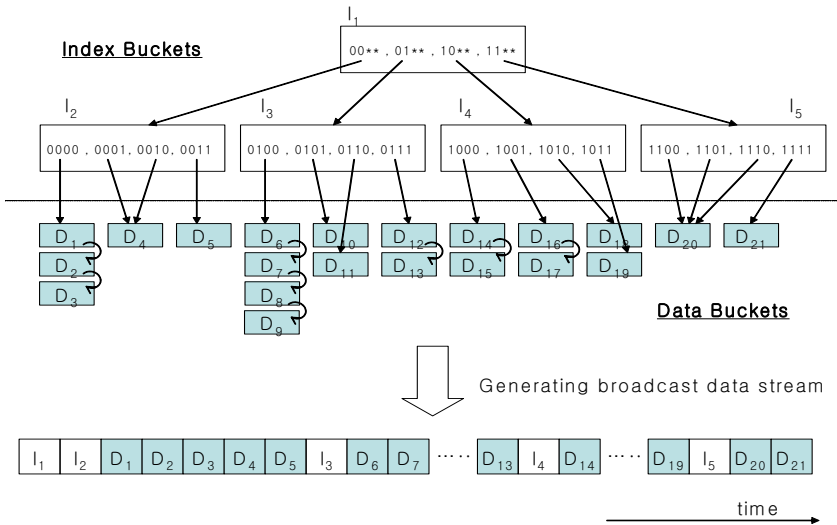 I1
Index Buckets
00** , 01** , 10** , 11**
I2 I3 I4 I5
0000 , 0001, 0010, 0011
0100 , 0101, 0110, 0111
1000 , 1001, 1010, 1011
1100 , 1101, 1110, 1111
D1 D4 D5 D6 D10 D12 D14 D16 D18 D20 D21
D2 D7 D11 D13 D15 D17 D19
D3 D8
D9
Data Buckets
Generating broadcast data stream
I1 I2 D1 D2 D3 D4 D5 I3 D6 D7 ····· D13 I4 D14 ····· D19 I5 D20 D21
time